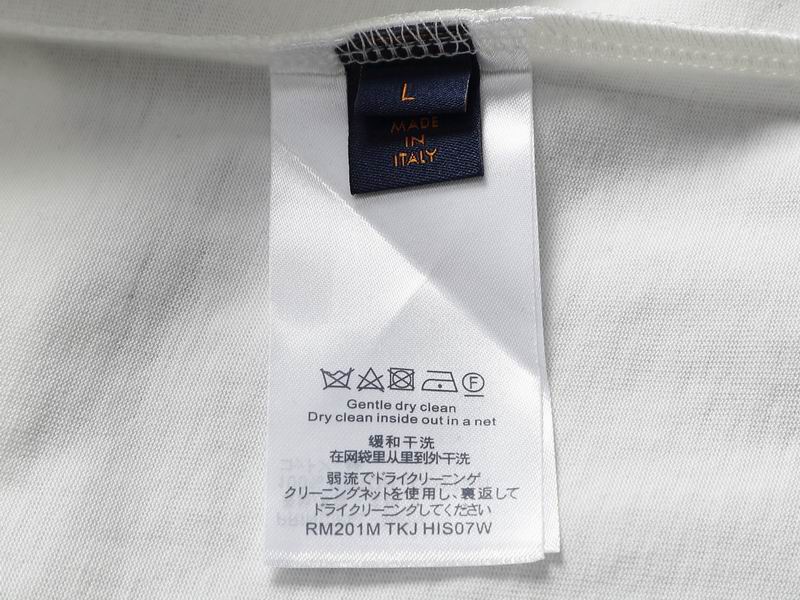 L
MADE
IN
ITALY
F
Gentle dry clean
Dry clean inside out in a net
缓和干洗
在网袋里从里到外干洗
弱流でドライクリーニンゲ
クリーニングネットを使用し、裏返して
ドライクリーニングしてください
RM201M TKJ HIS07W